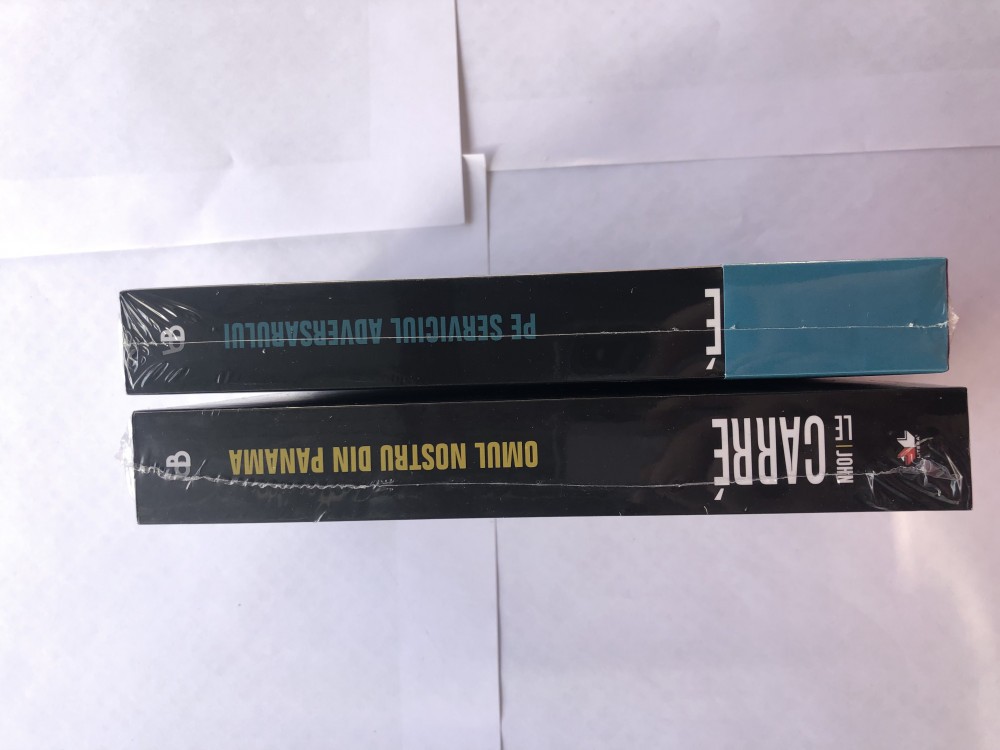 PE SERVICIUL ADVERSARULUI
É
JOHN
LE
CARRÉ
OMUL NOSTRU DIN PANAMA